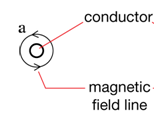 conductor
a
magnetic
field line